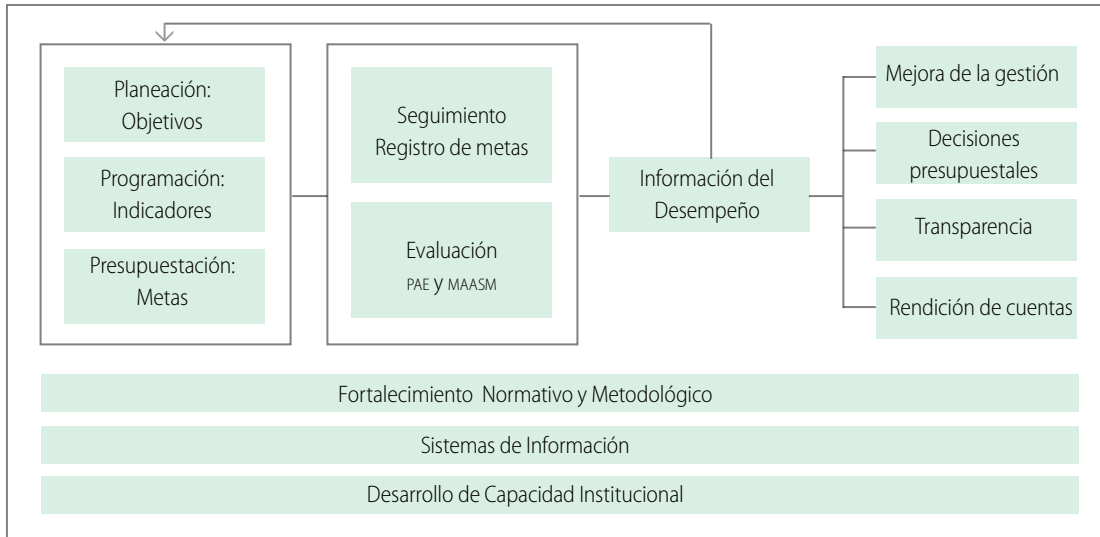 Planeación:
Objetivos
Programación:
Indicadores
Presupuestación:
Metas
Seguimiento
Registro de metas
Evaluación
PAE y MAASM
Información del
Desempeño
Mejora de la gestión
Decisiones
presupuestales
Transparencia
Rendición de cuentas
Fortalecimiento Normativo y Metodológico
Sistemas de Información
Desarrollo de Capacidad Institucional